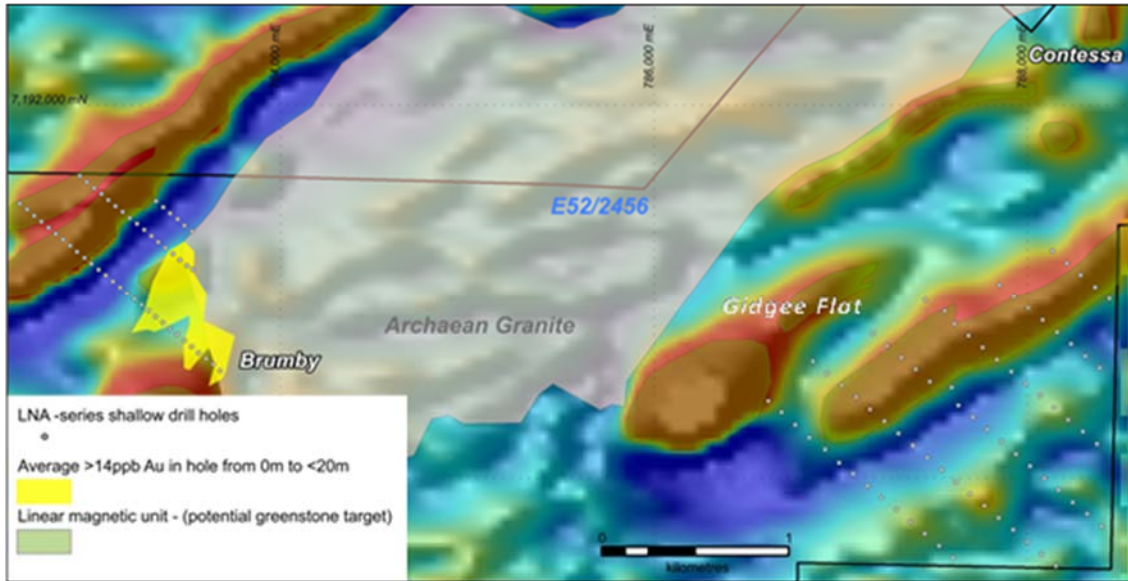 784,000 mE
786,000 mE
788,000 mE
Contessa
7,192,000 mN
E52/2456
Gidgee Flat
Archaean Granite
Brumby
LNA -series shallow drill holes
Average >14ppb Au in hole from 0m to <20m
Linear magnetic unit - (potential greenstone target)
0
1
kilometres